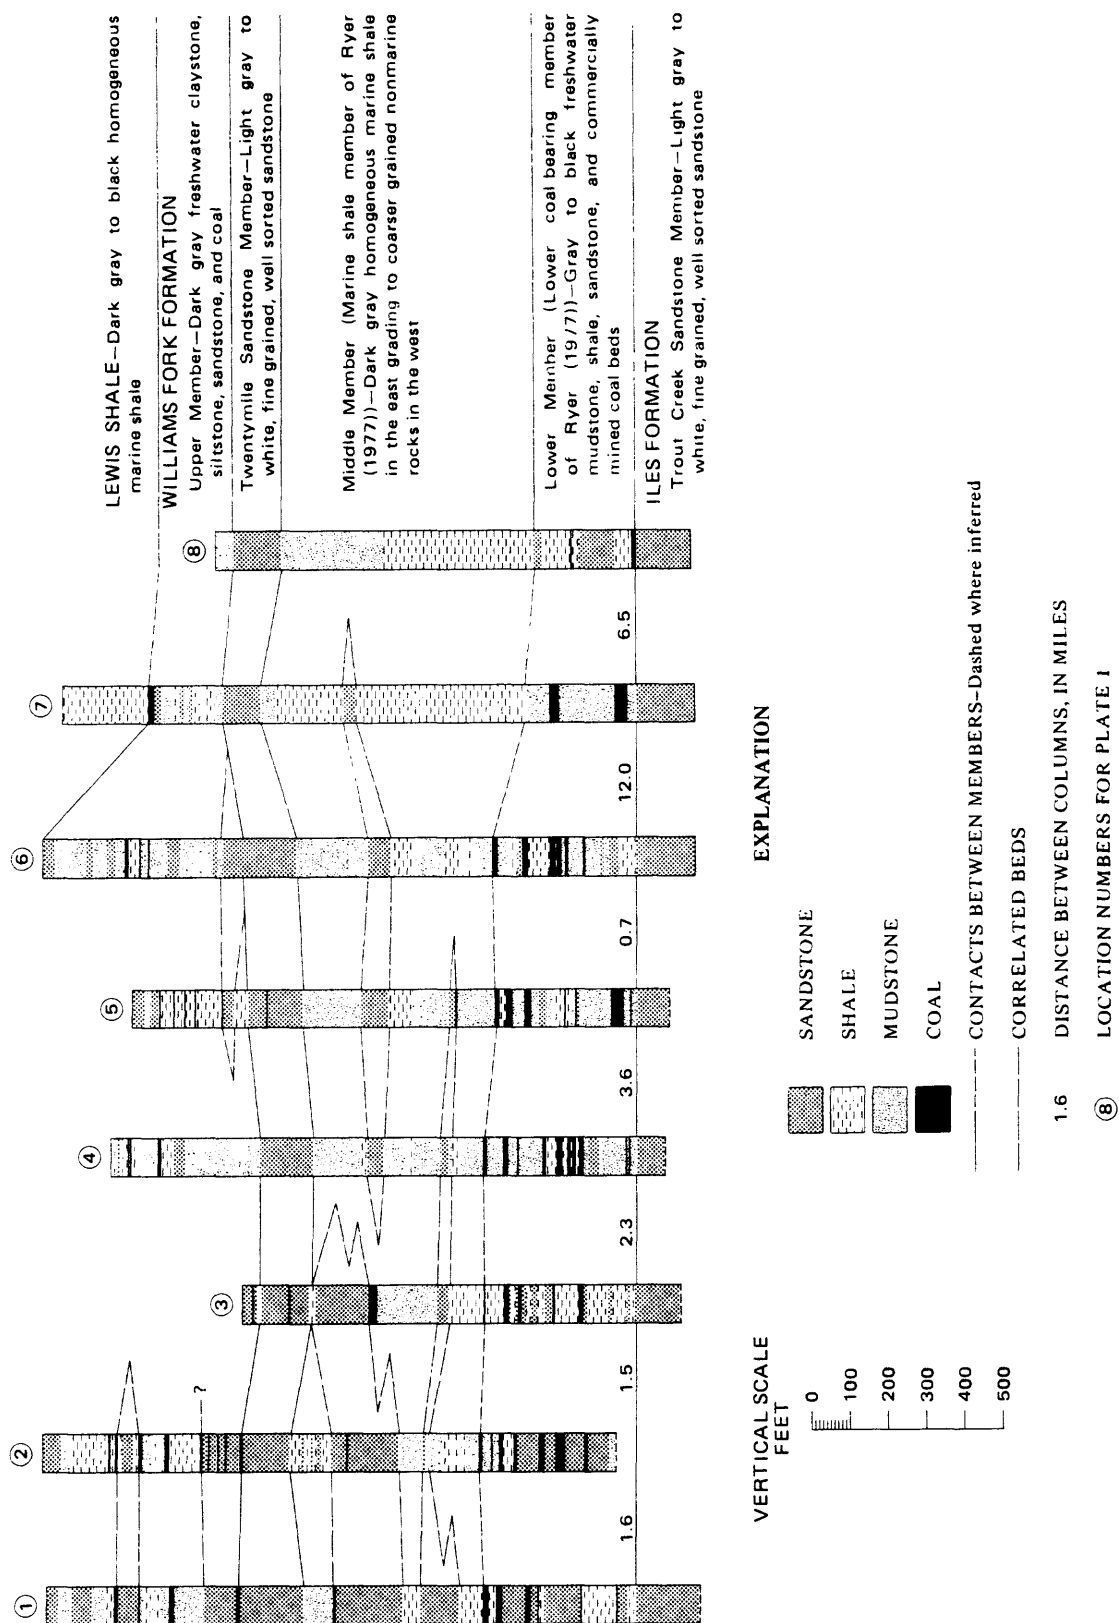 LEWIS SHALE—Dark gray to black homogeneous
marine shale
WILLIAMS FORK FORMATION
Upper Member—Dark gray freshwater claystone,
siltstone, sandstone, and coal
Twentymile Sandstone Member—Light gray to
white, fine grained, well sorted sandstone
Middle Member (Marine shale member of Ryer
(1977))—Dark gray homogeneous marine shale
in the east grading to coarser grained nonmarine
rocks in the west
Lower Member (Lower coal bearing member
of Ryer (1977))—Gray to black freshwater
mudstone, shale, sandstone, and commercially
mined coal beds
ILES FORMATION
Trout Creek Sandstone Member—Light gray to
white, fine grained, well sorted sandstone
1
2
3
4
5
6
7
8
?
1.6
1.5
2.3
3.6
0.7
12.0
6.5
VERTICAL SCALE
FEET
0
100
200
300
400
500
EXPLANATION
SANDSTONE
SHALE
MUDSTONE
COAL
CONTACTS BETWEEN MEMBERS—Dashed where inferred
CORRELATED BEDS
1.6 DISTANCE BETWEEN COLUMNS, IN MILES
8 LOCATION NUMBERS FOR PLATE 1